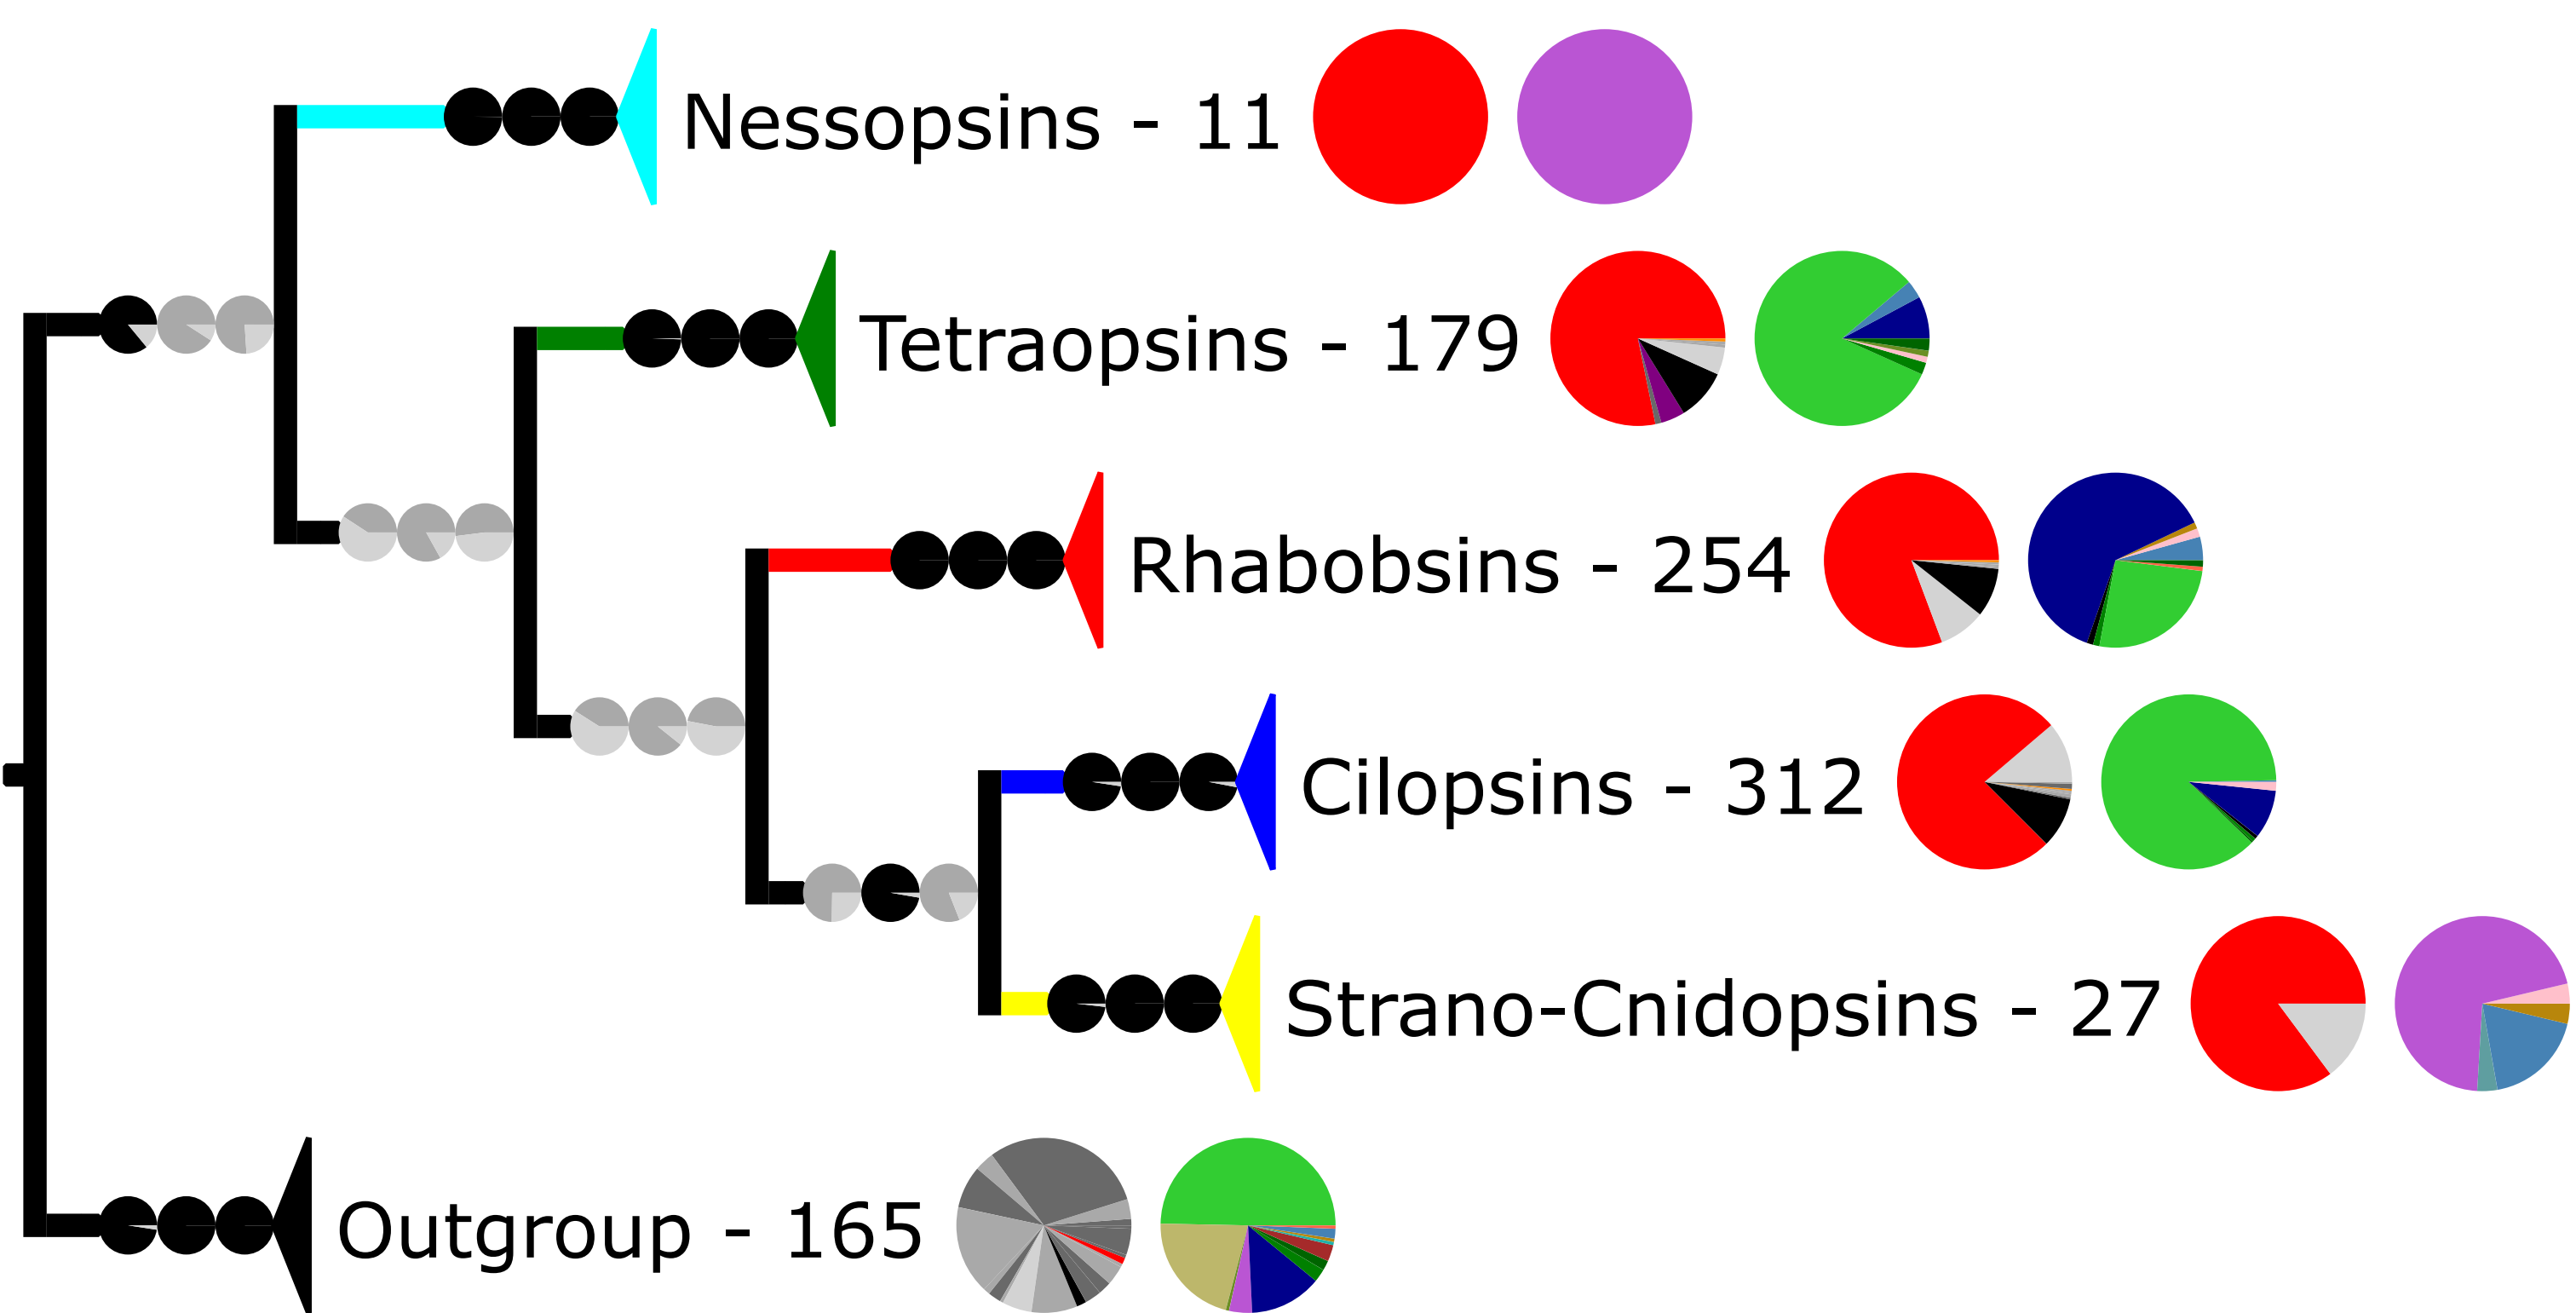 Nessopsins - 11
Tetraopsins - 179
Rhabobsins - 254
Cilopsins - 312
Strano-Cnidopsins - 27
Outgroup - 165